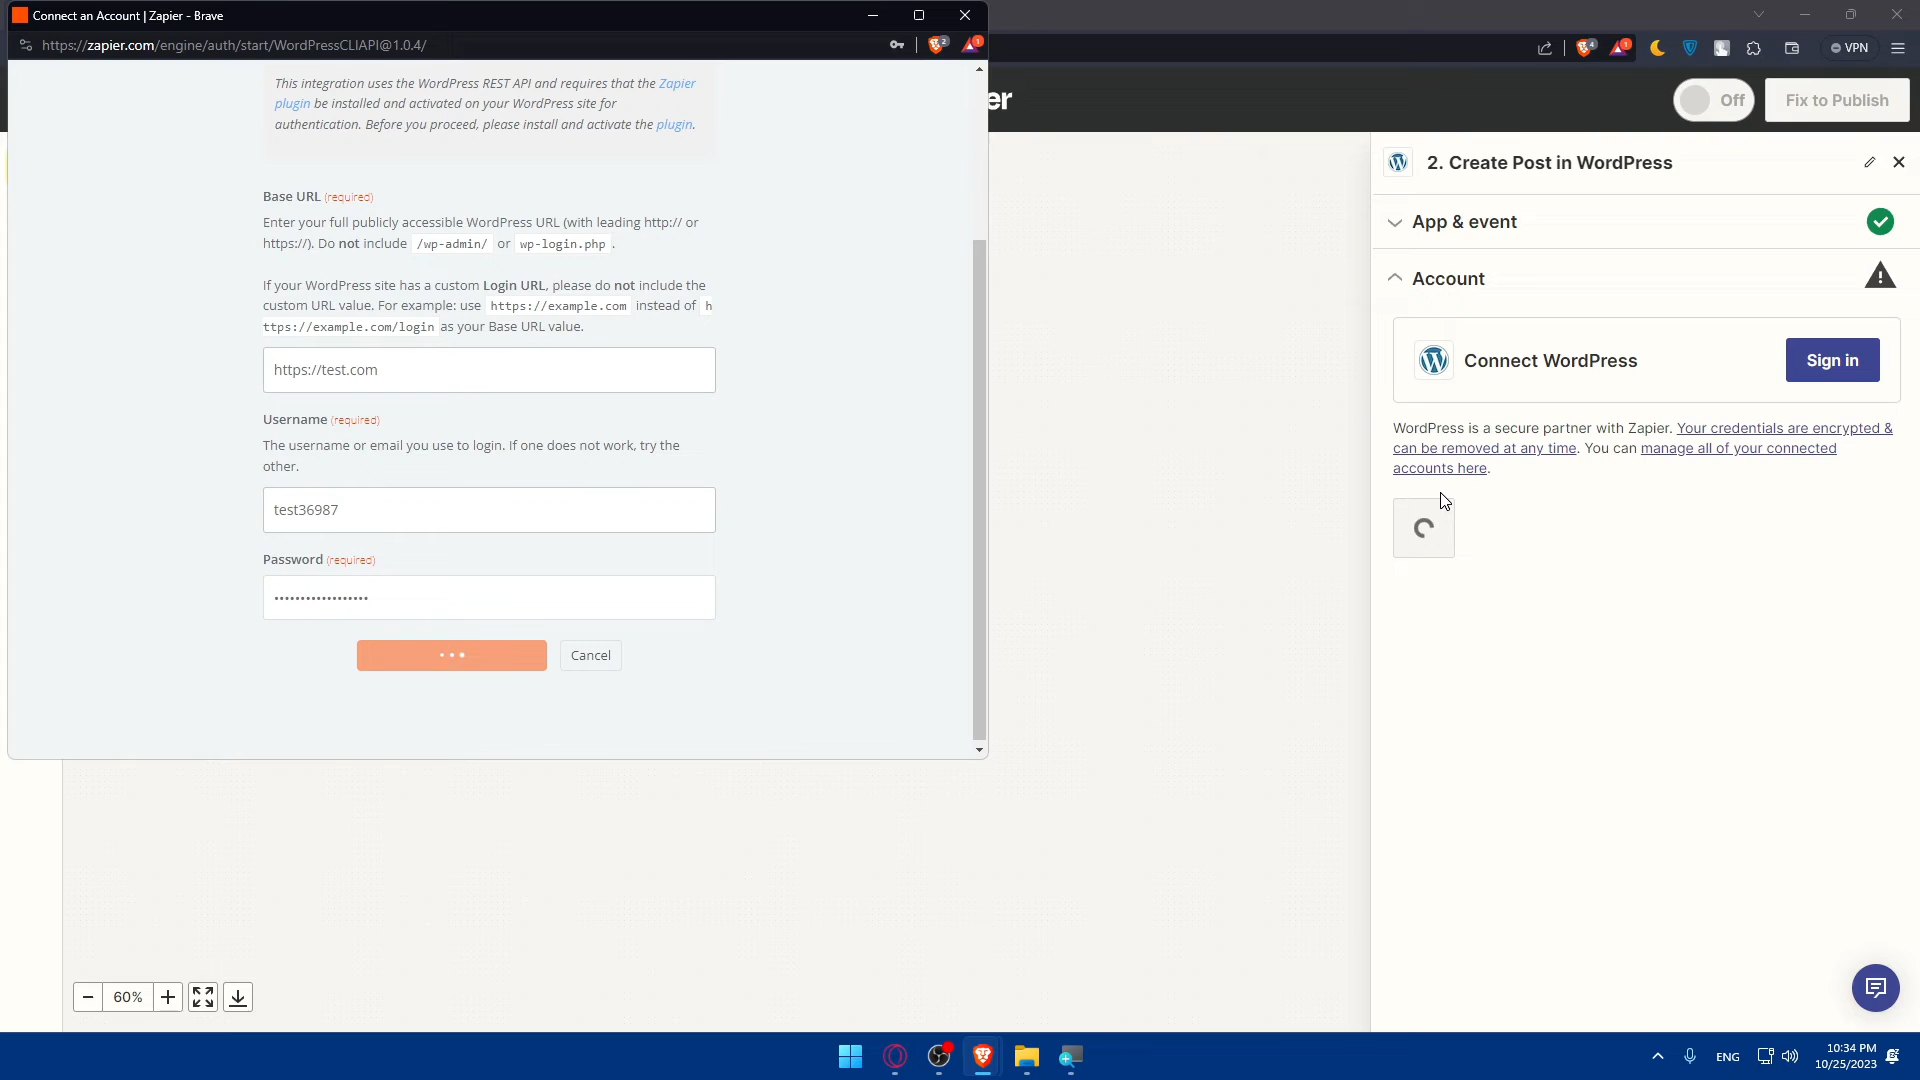 Connect an Account | Zapier - Brave
https://zapier.com/engine/auth/start/WordPressCLIAPI@1.0.4/
2
1
4
1
VPN
This integration uses the WordPress REST API and requires that the Zapier
plugin be installed and activated on your WordPress site for
authentication. Before you proceed, please install and activate the plugin.
er
Off
Fix to Publish
Base URL (required)
Enter your full publicly accessible WordPress URL (with leading http:// or
https://). Do not include /wp-admin/ or wp-login.php .
If your WordPress site has a custom Login URL, please do not include the
custom URL value. For example: use https://example.com instead of h
ttps://example.com/login as your Base URL value.
https://test.com
Username (required)
The username or email you use to login. If one does not work, try the
other.
test36987
Password (required)
••••••••••••••••••
Cancel
2. Create Post in WordPress
App & event
Account
Connect WordPress
Sign in
WordPress is a secure partner with Zapier. Your credentials are encrypted &
can be removed at any time. You can manage all of your connected
accounts here.
60%
ENG
10:34 PM
10/25/2023